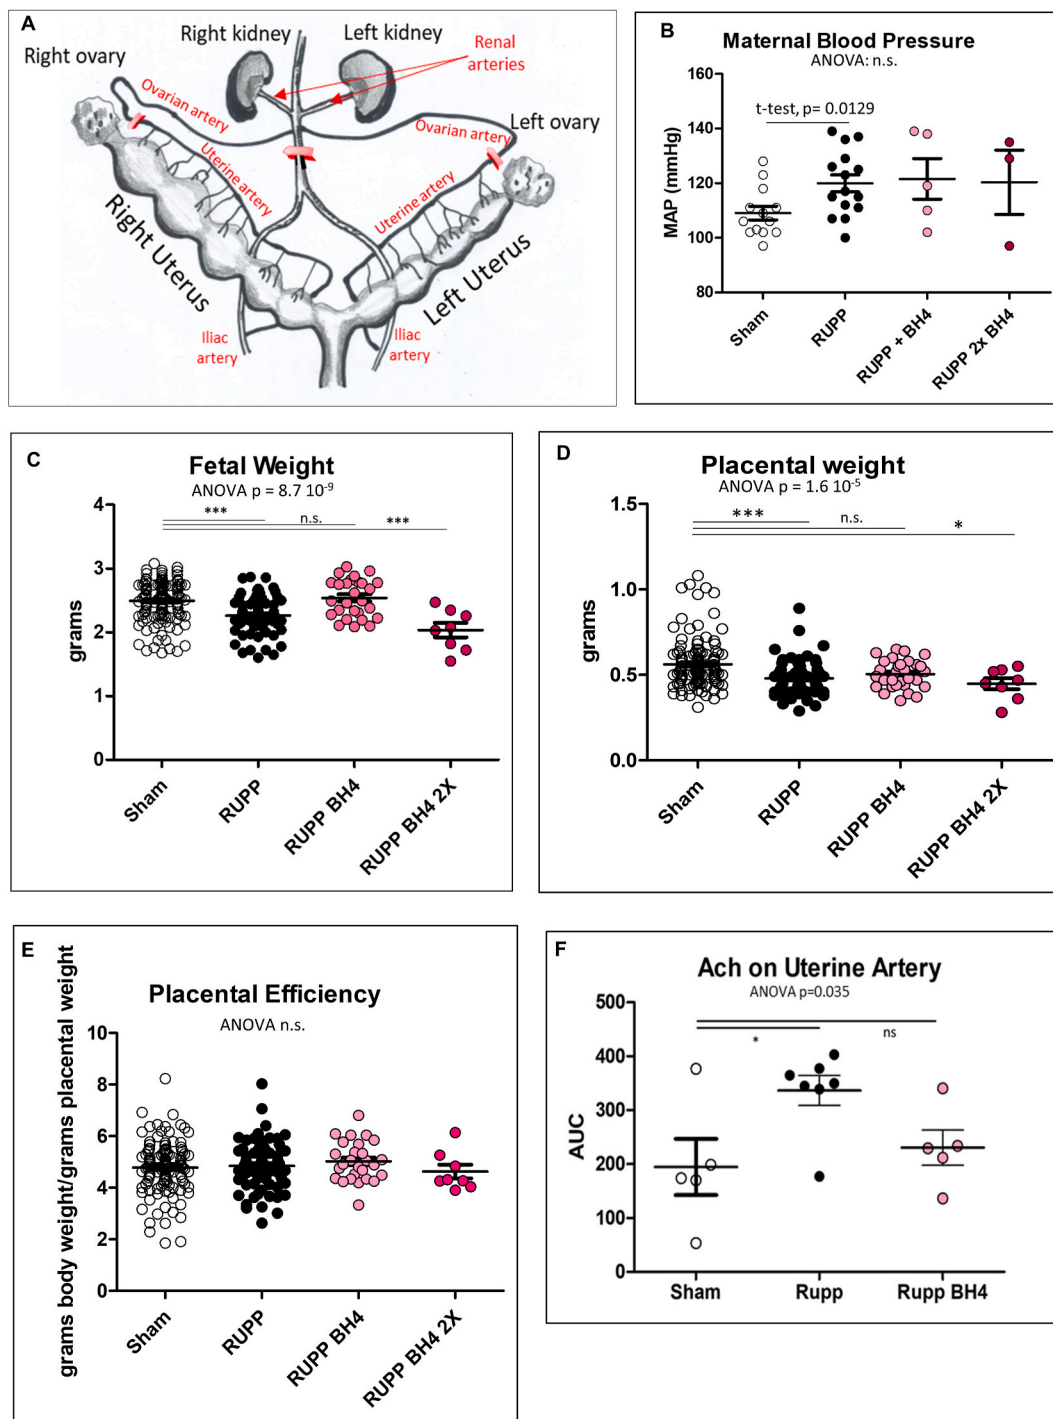 A
Right kidney
Left kidney
Renal
arteries
Right ovary
Ovarian artery
Ovarian artery
Left ovary
Uterine artery
Uterine artery
Right Uterus
Left Uterus
Iliac
artery
Iliac
artery
B
Maternal Blood Pressure
ANOVA: n.s.
t-test, p= 0.0129
MAP (mmHg)
160
140
120
100
80
Sham
RUPP
RUPP + BH4
RUPP 2x BH4
C
Fetal Weight
ANOVA p = 8.7 10⁻⁹
***
n.s.
***
grams
4
3
2
1
0
Sham
RUPP
RUPP BH4
RUPP BH4 2X
D
Placental weight
ANOVA p = 1.6 10⁻⁵
***
n.s.
*
grams
1.5
1.0
0.5
0.0
Sham
RUPP
RUPP BH4
RUPP BH4 2X
E
Placental Efficiency
ANOVA n.s.
grams body weight/grams placental weight
10
8
6
4
2
0
Sham
RUPP
RUPP BH4
RUPP BH4 2X
F
Ach on Uterine Artery
ANOVA p=0.035
*
ns
AUC
500
400
300
200
100
0
Sham
Rupp
Rupp BH4